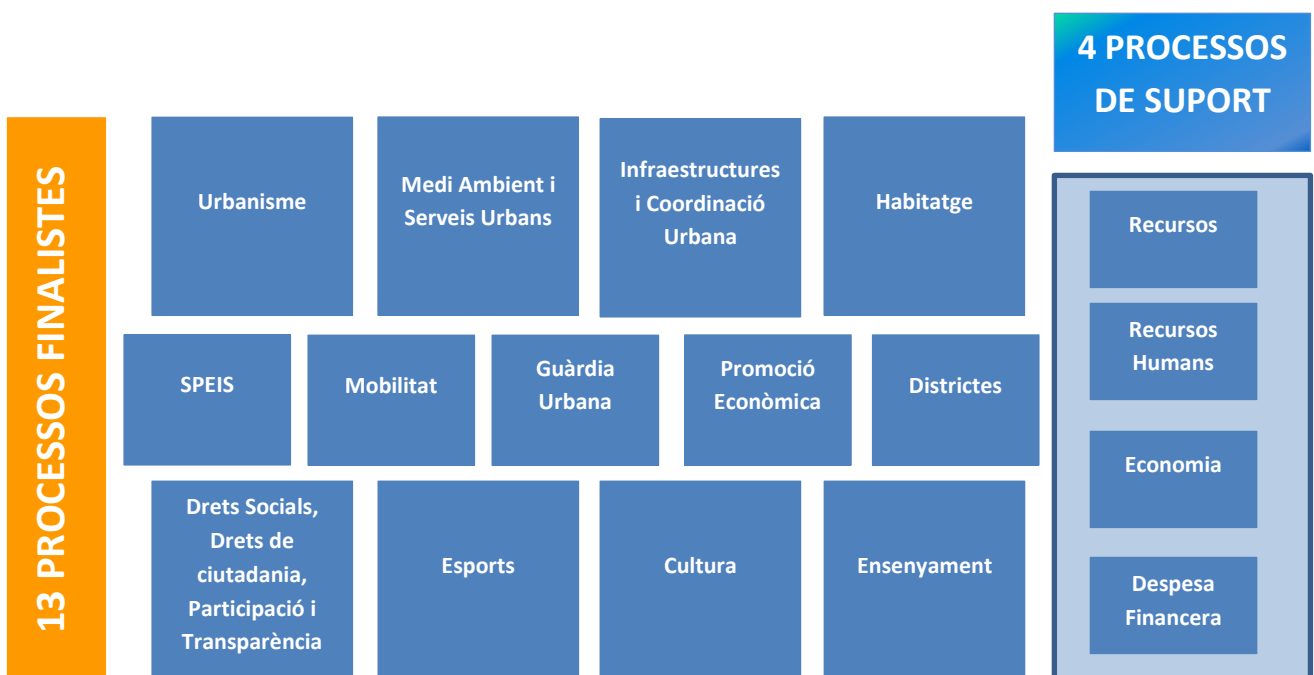 4 PROCESSOS
DE SUPORT
13 PROCESSOS FINALISTES
Urbanisme
Medi Ambient i
Serveis Urbans
Infraestructures
i Coordinació
Urbana
Habitatge
SPEIS
Mobilitat
Guàrdia
Urbana
Promoció
Econòmica
Districtes
Drets Socials,
Drets de
ciutadania,
Participació i
Transparència
Esports
Cultura
Ensenyament
Recursos
Recursos
Humans
Economia
Despesa
Financera